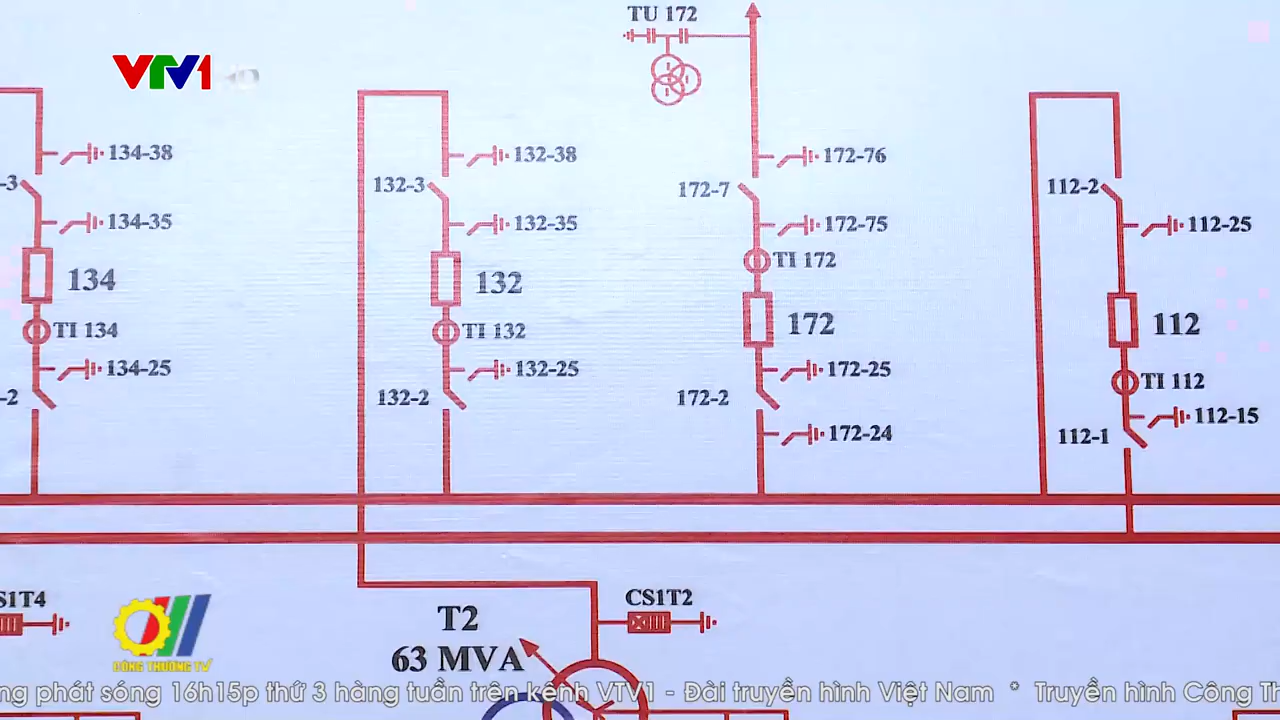 TU 172
VTV1
HD
134-38
132-38
172-76
-3
132-3
172-7
112-2
134-35
132-35
172-75
112-25
TI 172
134
132
172
112
TI 134
TI 132
TI 112
134-25
132-25
172-25
-2
132-2
172-2
112-15
112-1
172-24
S1T4
CS1T2
T2
63 MVA
CÔNG THƯƠNG TV
ng phát sóng 16h15p thứ 3 hàng tuần trên kênh VTV1 - Đài truyền hình Việt Nam * Truyền hình Công Th